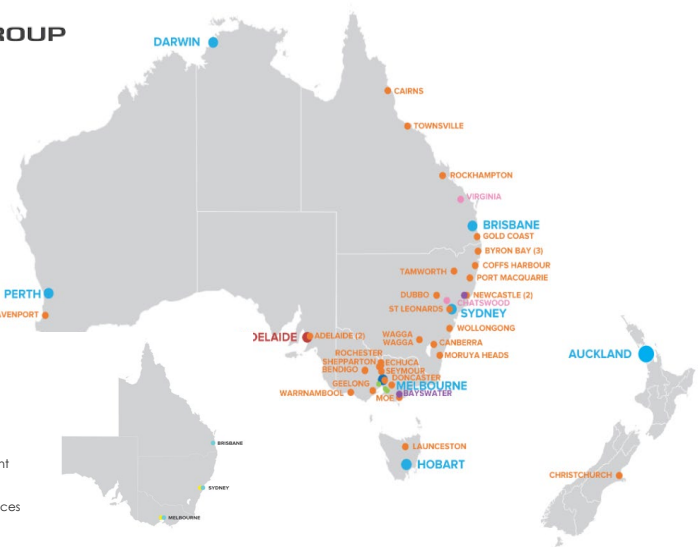 ROUP
DARWIN
CAIRNS
TOWNSVILLE
ROCKHAMPTON
VIRGINIA
BRISBANE
GOLD COAST
BYRON BAY (3)
COFFS HARBOUR
TAMWORTH
PORT MACQUARIE
PERTH
DUBBO
NEWCASTLE (2)
CHATSWOOD
ST LEONARDS
SYDNEY
AVENPORT
WOLLONGONG
DELAIDE
ADELAIDE (2)
WAGGA
WAGGA
CANBERRA
ROCHESTER
MORUYA HEADS
AUCKLAND
SHEPPARTON
ECHUCA
BENDIGO
SEYMOUR
DONCASTER
GEELONG
MELBOURNE
WARRNAMBOOL
BAYSWATER
MOE
LAUNCESTON
HOBART
CHRISTCHURCH
BRISBANE
nt
SYDNEY
ces
MELBOURNE